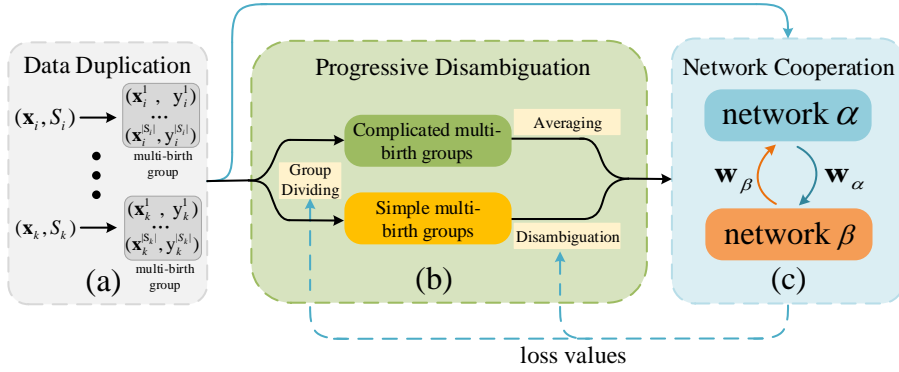 Data Duplication
(𝐱_i, S_i)
(𝐱_i^1 , y_i^1)
...
(𝐱_i^{|S_i|}, y_i^{|S_i|})
multi-birth
group
(𝐱_k, S_k)
(𝐱_k^1 , y_k^1)
...
(𝐱_k^{|S_k|}, y_k^{|S_k|})
multi-birth
group
(a)
Progressive Disambiguation
Group
Dividing
Complicated multi-
birth groups
Averaging
Simple multi-
birth groups
Disambiguation
(b)
Network Cooperation
network α
𝐰_β
𝐰_α
network β
(c)
loss values